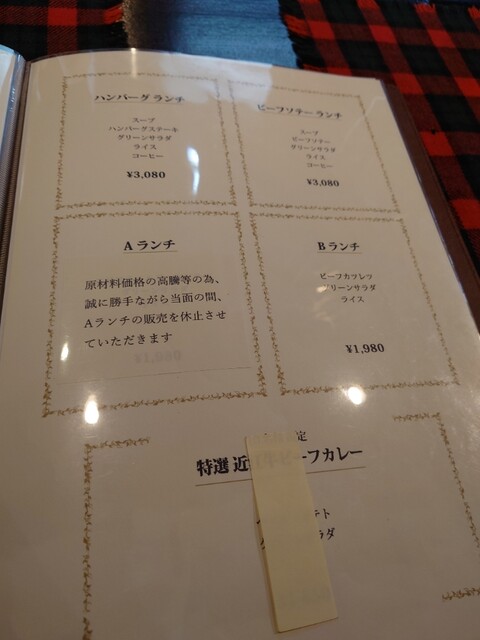 ハンバーグ ランチ
スープ
ハンバーグステーキ
グリーンサラダ
ライス
コーヒー
¥3,080
ビーフソテー ランチ
スープ
ビーフソテー
グリーンサラダ
ライス
コーヒー
¥3,080
A ランチ
原材料価格の高騰等の為、
誠に勝手ながら当面の間、
Aランチの販売を休止させ
ていただきます
B ランチ
ビーフカツレツ
グリーンサラダ
ライス
¥1,980
定
特選 近 ーフカレー
テト
ラダ